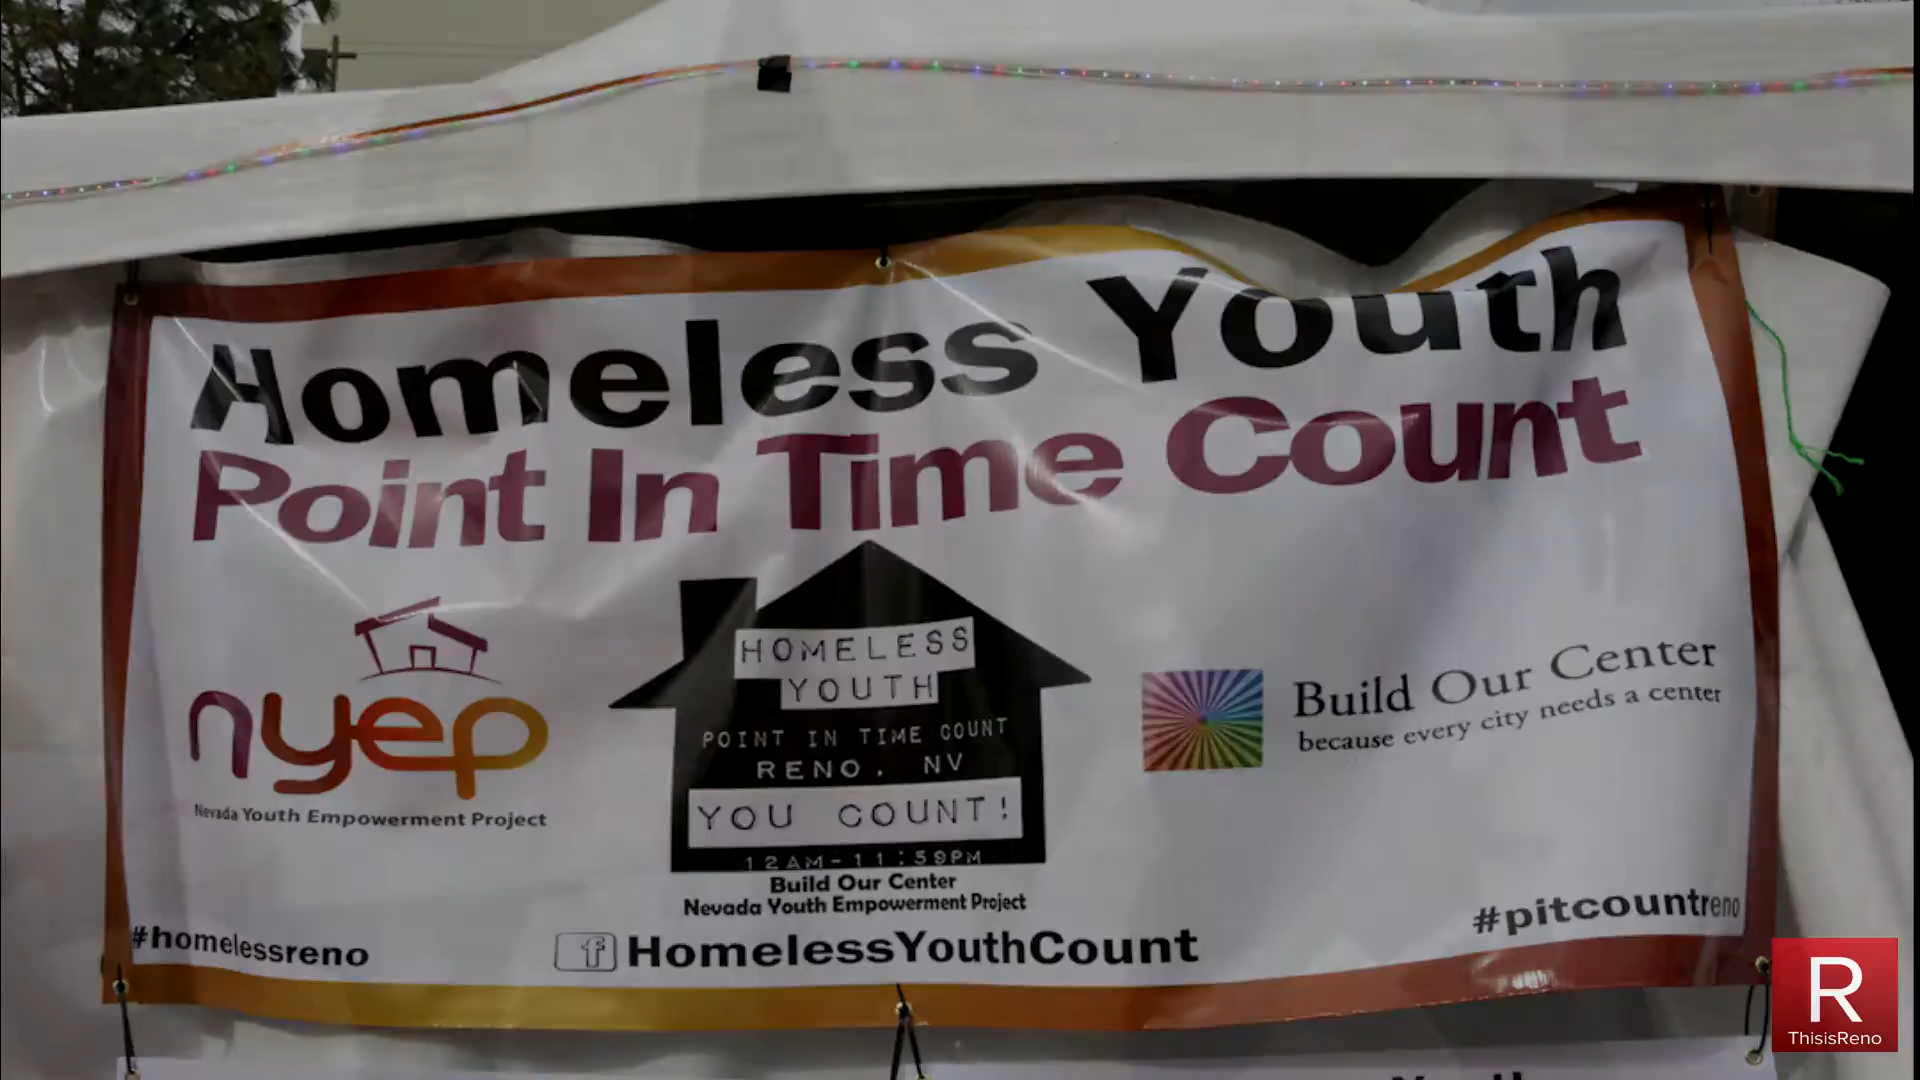 Homeless Youth
Point In Time Count
nyep
Nevada Youth Empowerment Project
HOMELESS
YOUTH
POINT IN TIME COUNT
RENO, NV
YOU COUNT!
12AM-11:59PM
Build Our Center
Nevada Youth Empowerment Project
Build Our Center
because every city needs a center
#homelessreno
f HomelessYouthCount
#pitcountreno
R
ThisisReno